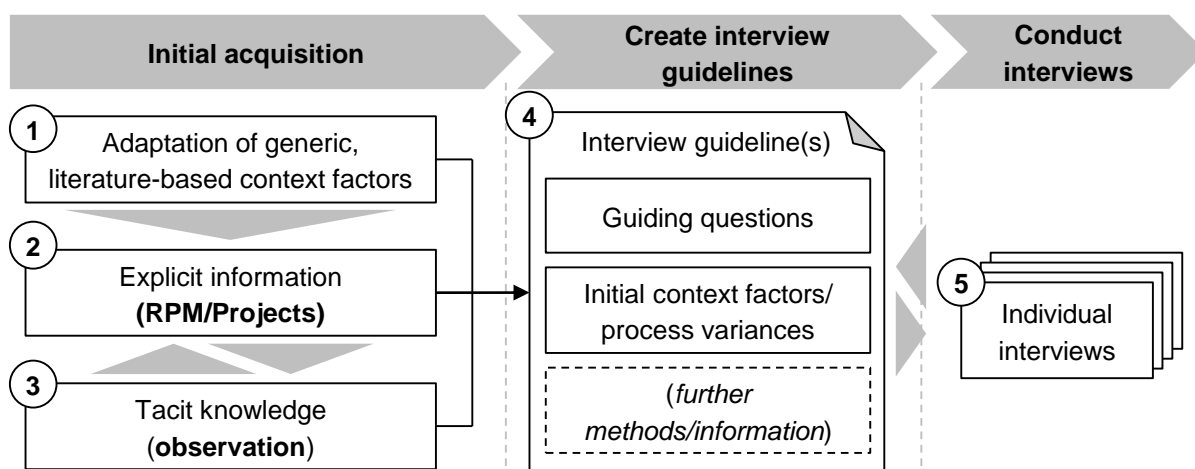 Initial acquisition
Create interview
guidelines
Conduct
interviews
1
Adaptation of generic,
literature-based context factors
2
Explicit information
(RPM/Projects)
3
Tacit knowledge
(observation)
4
Interview guideline(s)
Guiding questions
Initial context factors/
process variances
(further
methods/information)
5
Individual
interviews